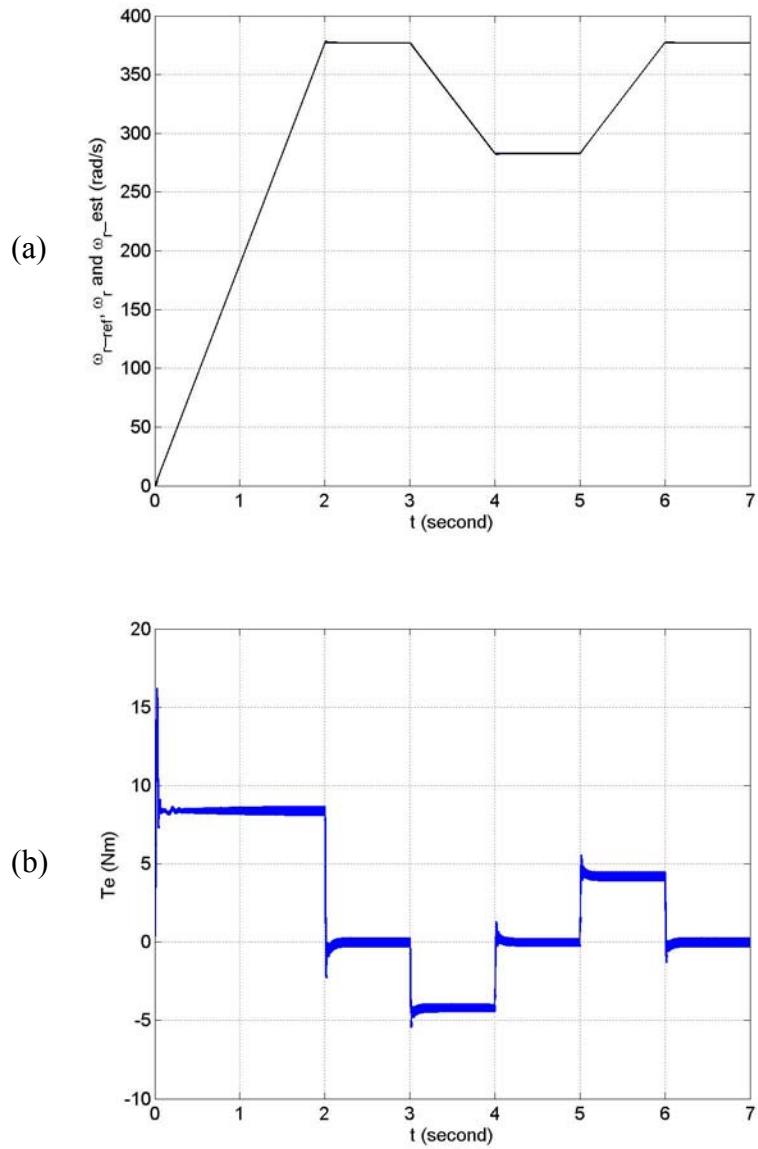 (a)
ω_r–ref, ω_r and ω_r–est (rad/s)
400
350
300
250
200
150
100
50
0
0 1 2 3 4 5 6 7
t (second)
(b)
Te (Nm)
20
15
10
5
0
-5
-10
0 1 2 3 4 5 6 7
t (second)